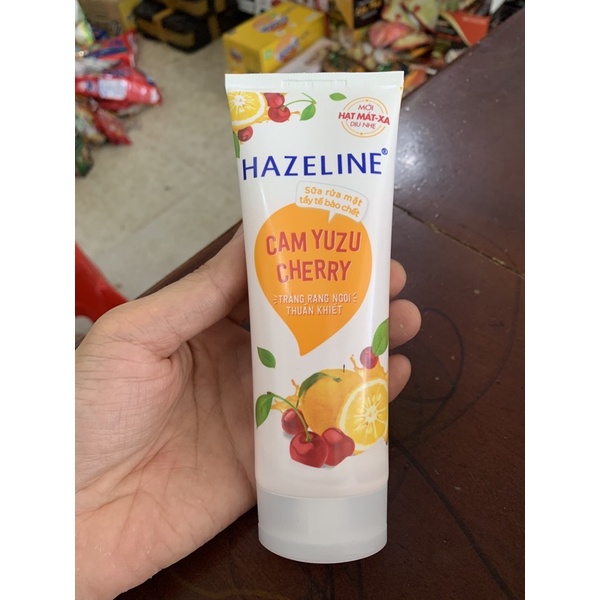 MỚI
HẠT MÁT-XA
DỊU NHẸ
HAZELINE®
Sữa rửa mặt
tẩy tế bào chết
CAM YUZU
CHERRY
TRẮNG RẠNG NGỜI
THUẦN KHIẾT